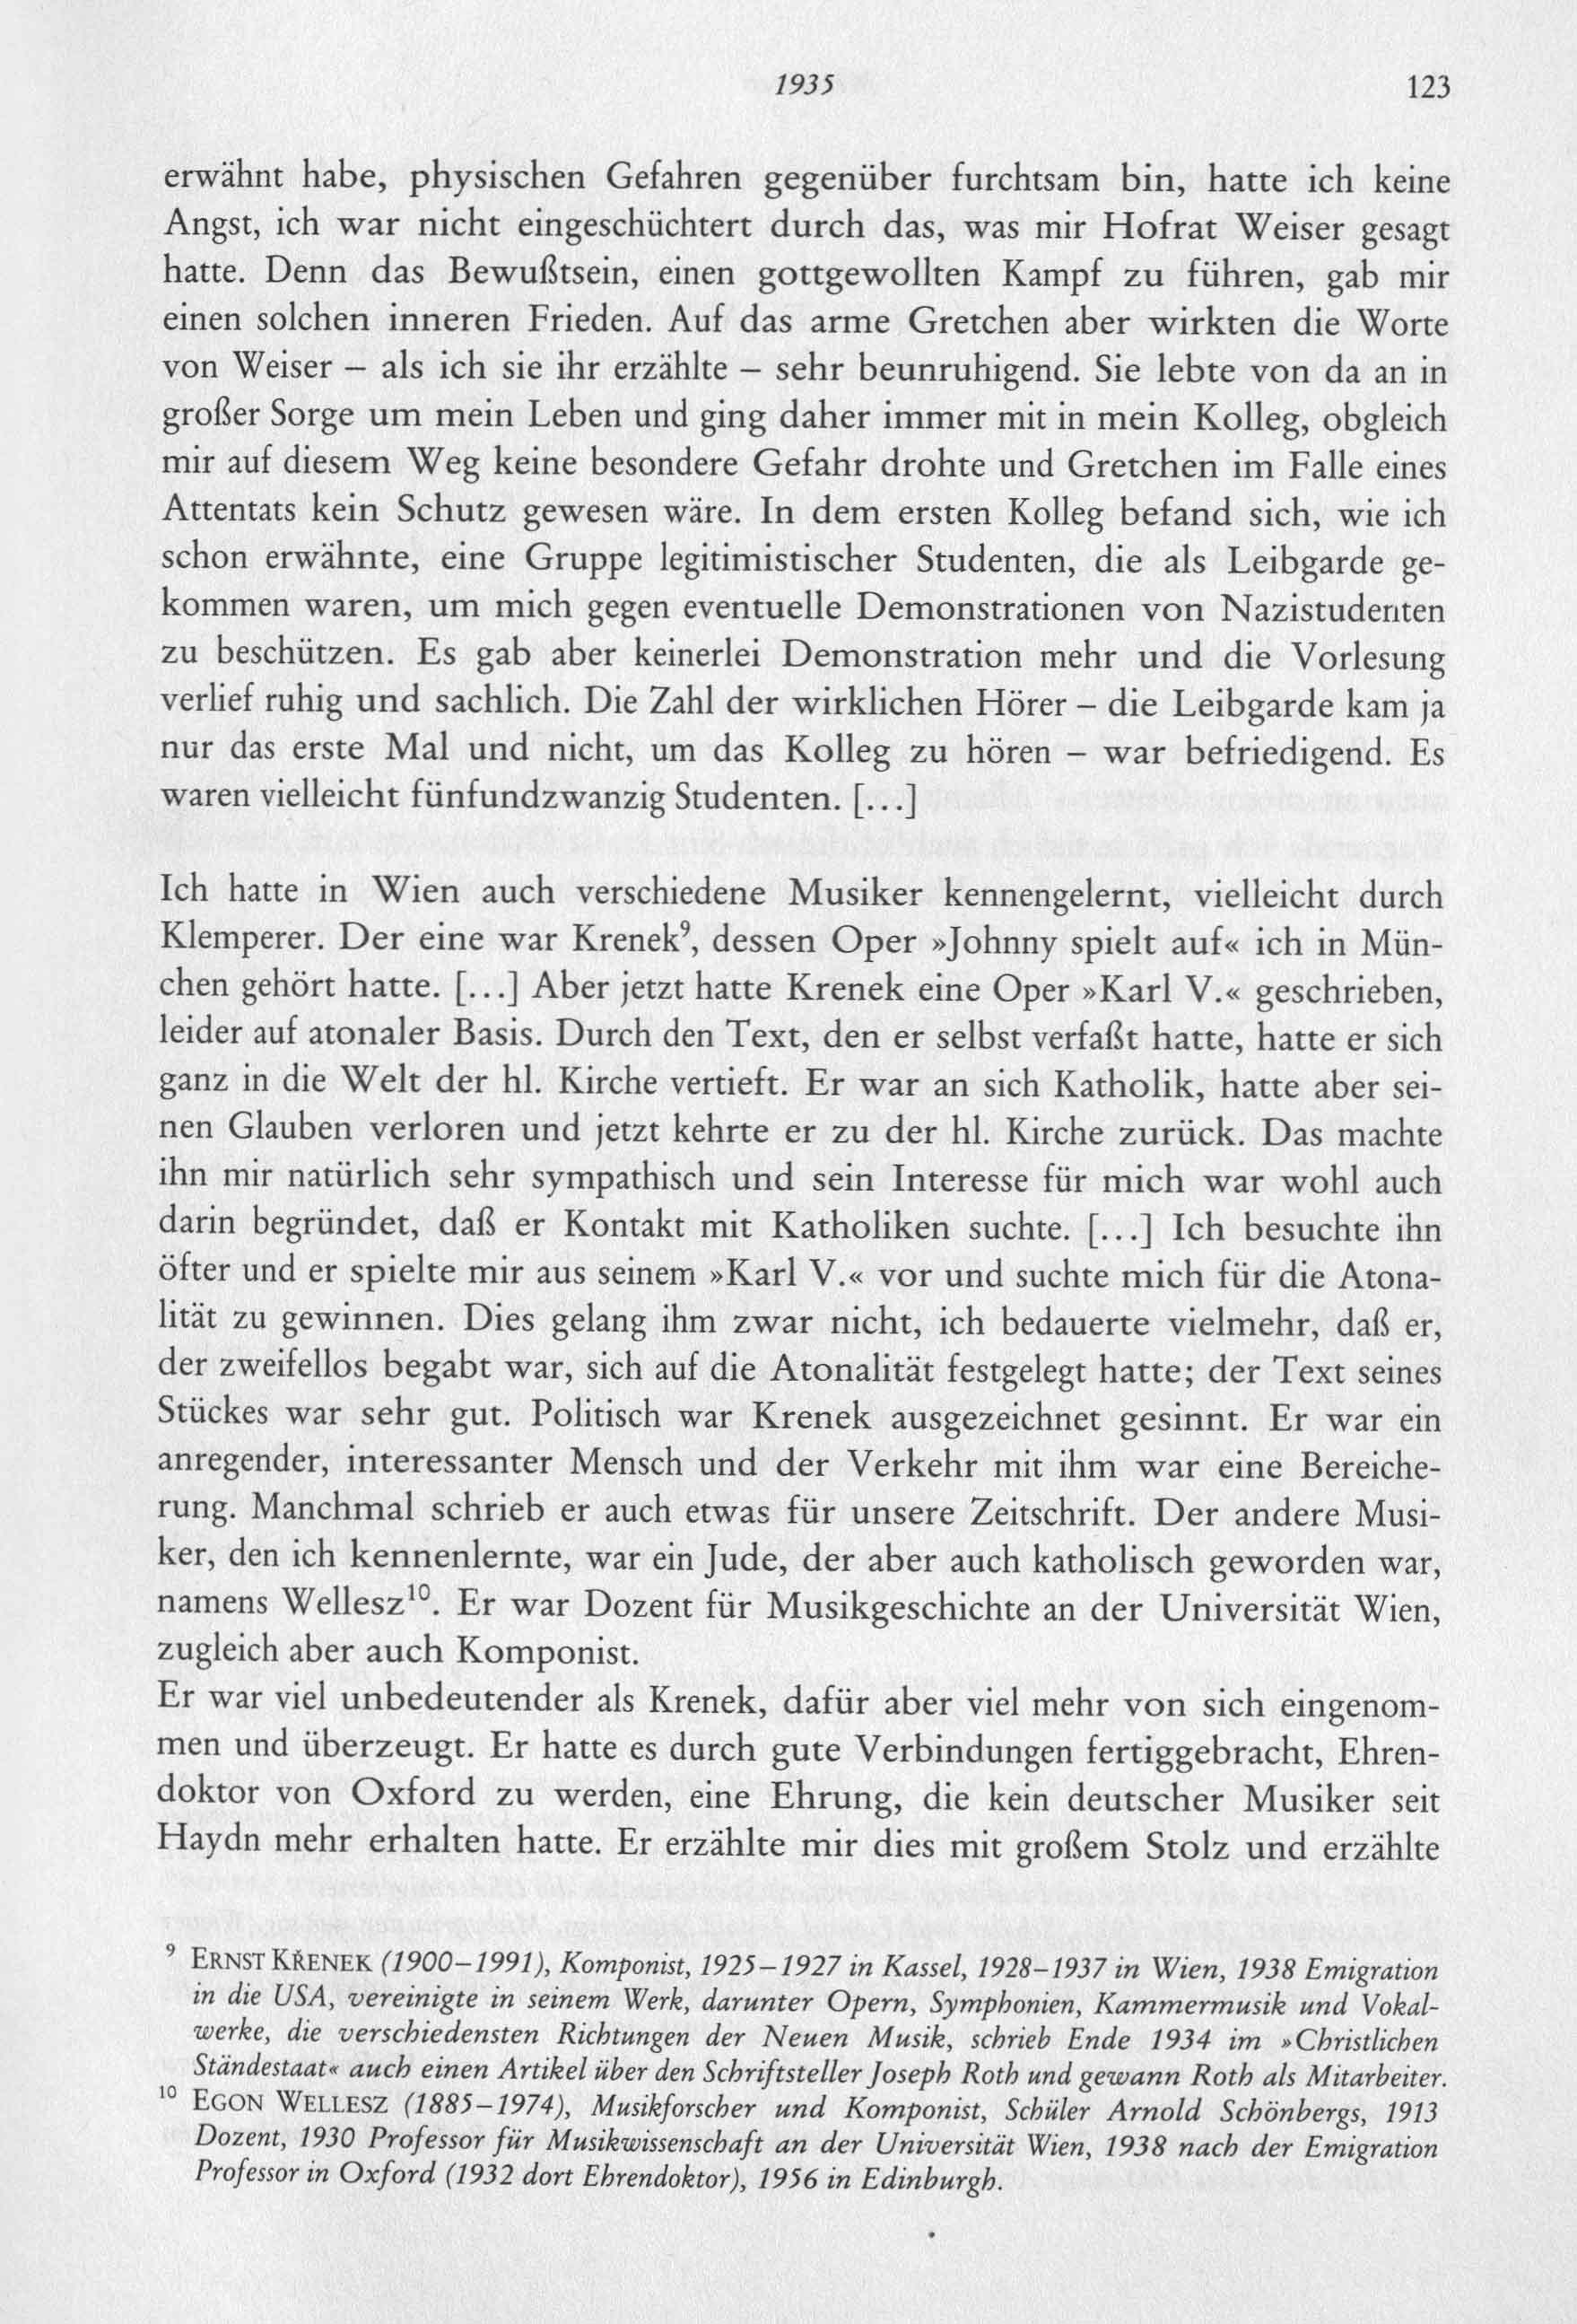 1935
123
erwähnt habe, physischen Gefahren gegenüber furchtsam bin, hatte ich keine
Angst, ich war nicht eingeschüchtert durch das, was mir Hofrat Weiser gesagt
hatte. Denn das Bewußtsein, einen gottgewollten Kampf zu führen, gab mir
einen solchen inneren Frieden. Auf das arme Gretchen aber wirkten die Worte
von Weiser – als ich sie ihr erzählte – sehr beunruhigend. Sie lebte von da an in
großer Sorge um mein Leben und ging daher immer mit in mein Kolleg, obgleich
mir auf diesem Weg keine besondere Gefahr drohte und Gretchen im Falle eines
Attentats kein Schutz gewesen wäre. In dem ersten Kolleg befand sich, wie ich
schon erwähnte, eine Gruppe legitimistischer Studenten, die als Leibgarde ge-
kommen waren, um mich gegen eventuelle Demonstrationen von Nazistudenten
zu beschützen. Es gab aber keinerlei Demonstration mehr und die Vorlesung
verlief ruhig und sachlich. Die Zahl der wirklichen Hörer – die Leibgarde kam ja
nur das erste Mal und nicht, um das Kolleg zu hören – war befriedigend. Es
waren vielleicht fünfundzwanzig Studenten. [...]
Ich hatte in Wien auch verschiedene Musiker kennengelernt, vielleicht durch
Klemperer. Der eine war Krenek⁹, dessen Oper »Johnny spielt auf« ich in Mün-
chen gehört hatte. [...] Aber jetzt hatte Krenek eine Oper »Karl V.« geschrieben,
leider auf atonaler Basis. Durch den Text, den er selbst verfaßt hatte, hatte er sich
ganz in die Welt der hl. Kirche vertieft. Er war an sich Katholik, hatte aber sei-
nen Glauben verloren und jetzt kehrte er zu der hl. Kirche zurück. Das machte
ihn mir natürlich sehr sympathisch und sein Interesse für mich war wohl auch
darin begründet, daß er Kontakt mit Katholiken suchte. [...] Ich besuchte ihn
öfter und er spielte mir aus seinem »Karl V.« vor und suchte mich für die Atona-
lität zu gewinnen. Dies gelang ihm zwar nicht, ich bedauerte vielmehr, daß er,
der zweifellos begabt war, sich auf die Atonalität festgelegt hatte; der Text seines
Stückes war sehr gut. Politisch war Krenek ausgezeichnet gesinnt. Er war ein
anregender, interessanter Mensch und der Verkehr mit ihm war eine Bereiche-
rung. Manchmal schrieb er auch etwas für unsere Zeitschrift. Der andere Musi-
ker, den ich kennenlernte, war ein Jude, der aber auch katholisch geworden war,
namens Wellesz¹⁰. Er war Dozent für Musikgeschichte an der Universität Wien,
zugleich aber auch Komponist.
Er war viel unbedeutender als Krenek, dafür aber viel mehr von sich eingenom-
men und überzeugt. Er hatte es durch gute Verbindungen fertiggebracht, Ehren-
doktor von Oxford zu werden, eine Ehrung, die kein deutscher Musiker seit
Haydn mehr erhalten hatte. Er erzählte mir dies mit großem Stolz und erzählte
⁹ ERNST KŘENEK (1900–1991), Komponist, 1925–1927 in Kassel, 1928–1937 in Wien, 1938 Emigration
in die USA, vereinigte in seinem Werk, darunter Opern, Symphonien, Kammermusik und Vokal-
werke, die verschiedensten Richtungen der Neuen Musik, schrieb Ende 1934 im »Christlichen
Ständestaat« auch einen Artikel über den Schriftsteller Joseph Roth und gewann Roth als Mitarbeiter.
¹⁰ EGON WELLESZ (1885–1974), Musikforscher und Komponist, Schüler Arnold Schönbergs, 1913
Dozent, 1930 Professor für Musikwissenschaft an der Universität Wien, 1938 nach der Emigration
Professor in Oxford (1932 dort Ehrendoktor), 1956 in Edinburgh.